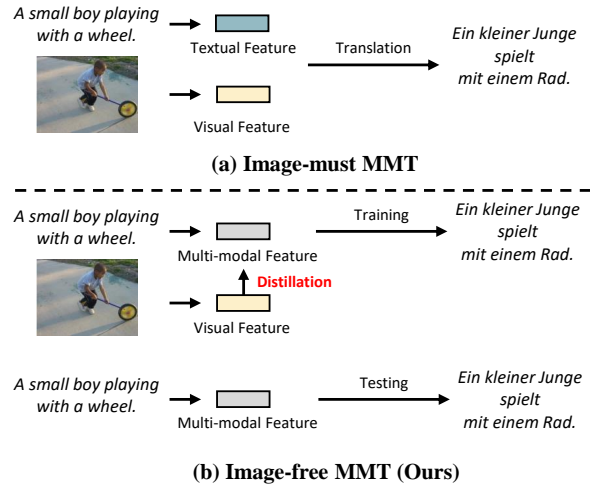 A small boy playing
with a wheel.
Textual Feature
Translation
Ein kleiner Junge
spielt
mit einem Rad.
Visual Feature
(a) Image-must MMT
A small boy playing
with a wheel.
Multi-modal Feature
Training
Ein kleiner Junge
spielt
mit einem Rad.
Distillation
Visual Feature
A small boy playing
with a wheel.
Multi-modal Feature
Testing
Ein kleiner Junge
spielt
mit einem Rad.
(b) Image-free MMT (Ours)